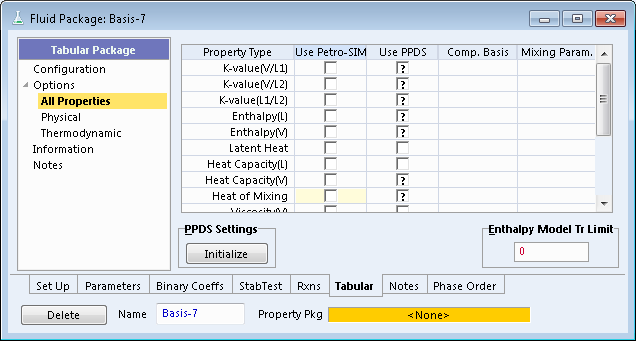 Fluid Package: Basis-7
Tabular Package
Configuration
Options
All Properties
Physical
Thermodynamic
Information
Notes
Property Type Use Petro-SIM Use PPDS Comp. Basis Mixing Param.
K-value(V/L1) ?
K-value(V/L2) ?
K-value(L1/L2) ?
Enthalpy(L) ?
Enthalpy(V) ?
Latent Heat
Heat Capacity(L)
Heat Capacity(V) ?
Heat of Mixing ?
Viscosity(V)
PPDS Settings
Initialize
Enthalpy Model Tr Limit
0
Set Up Parameters Binary Coeffs StabTest Rxns Tabular Notes Phase Order
Delete Name Basis-7 Property Pkg <None>